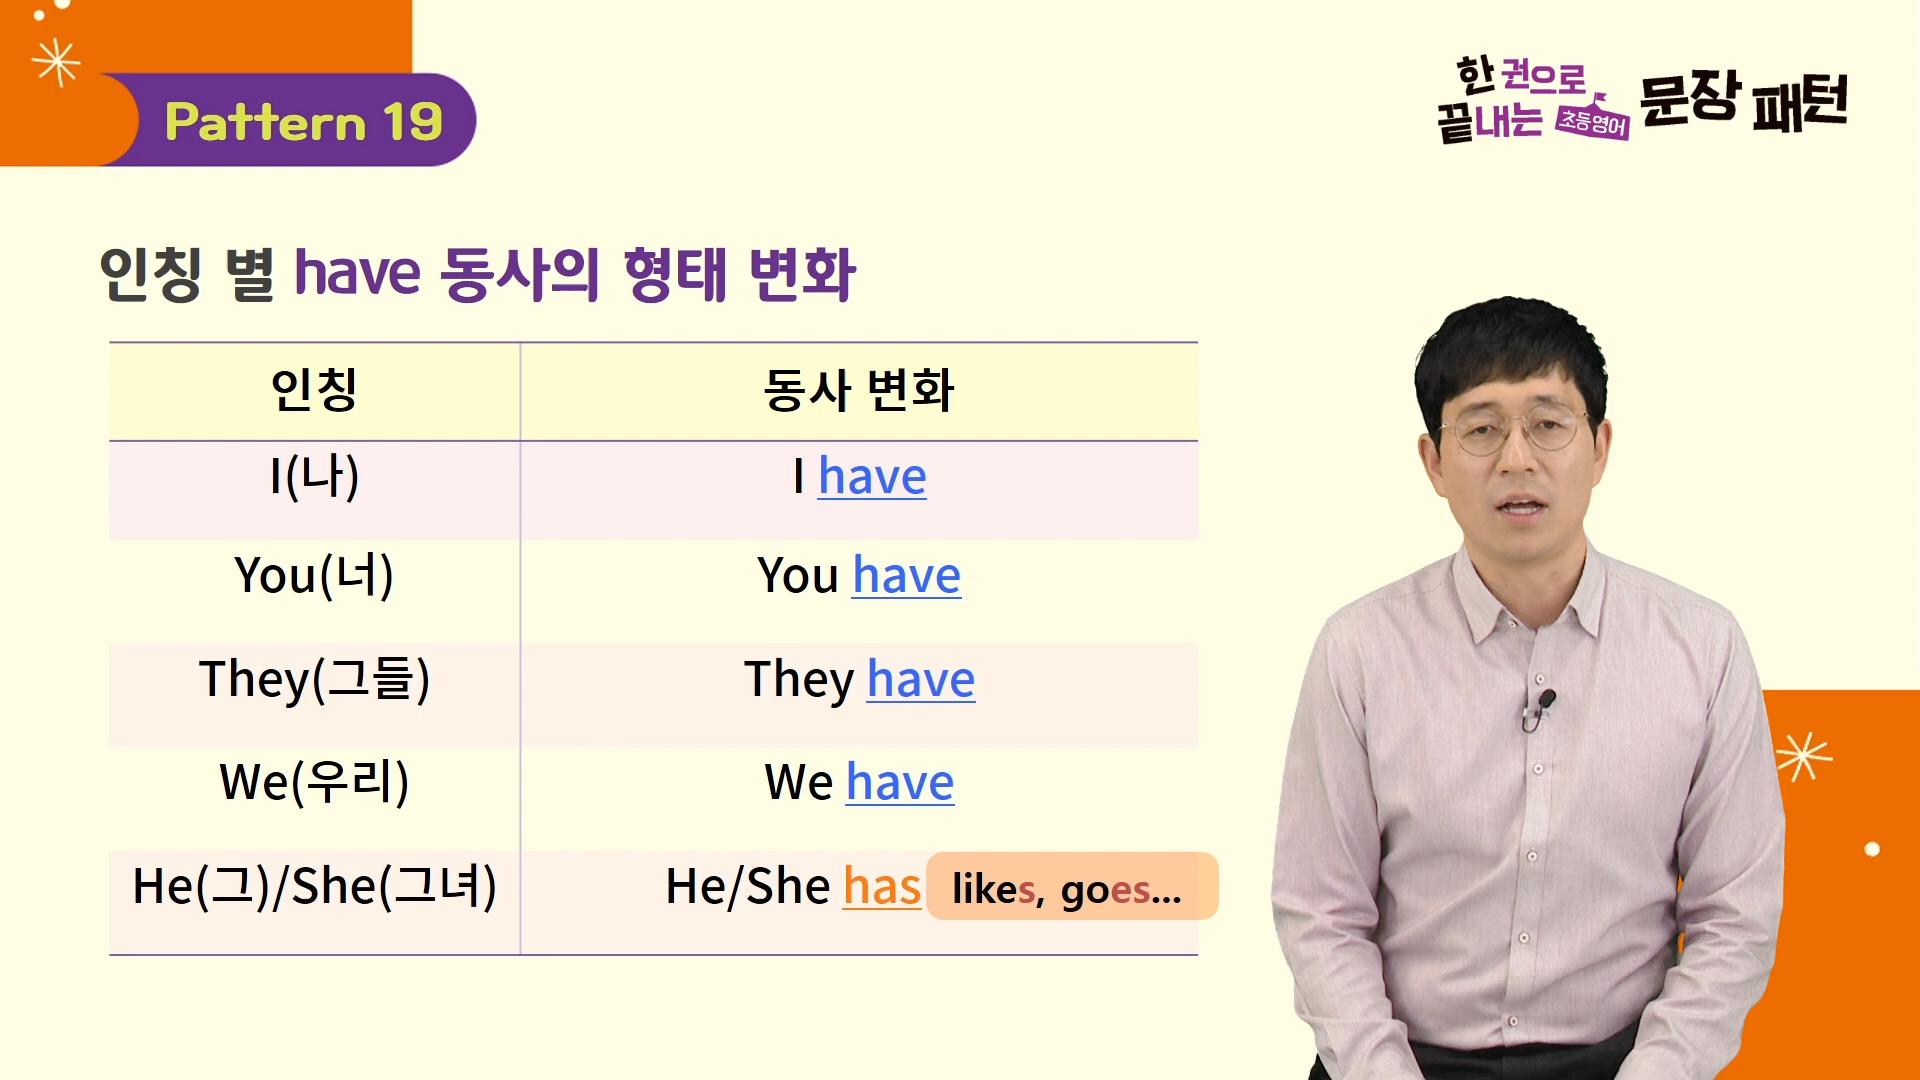 Pattern 19
한 권으로
끝내는 초등영어 문장 패턴
인칭 별 have 동사의 형태 변화
인칭 동사 변화
I(나) I have
You(너) You have
They(그들) They have
We(우리) We have
He(그)/She(그녀) He/She has likes, goes...